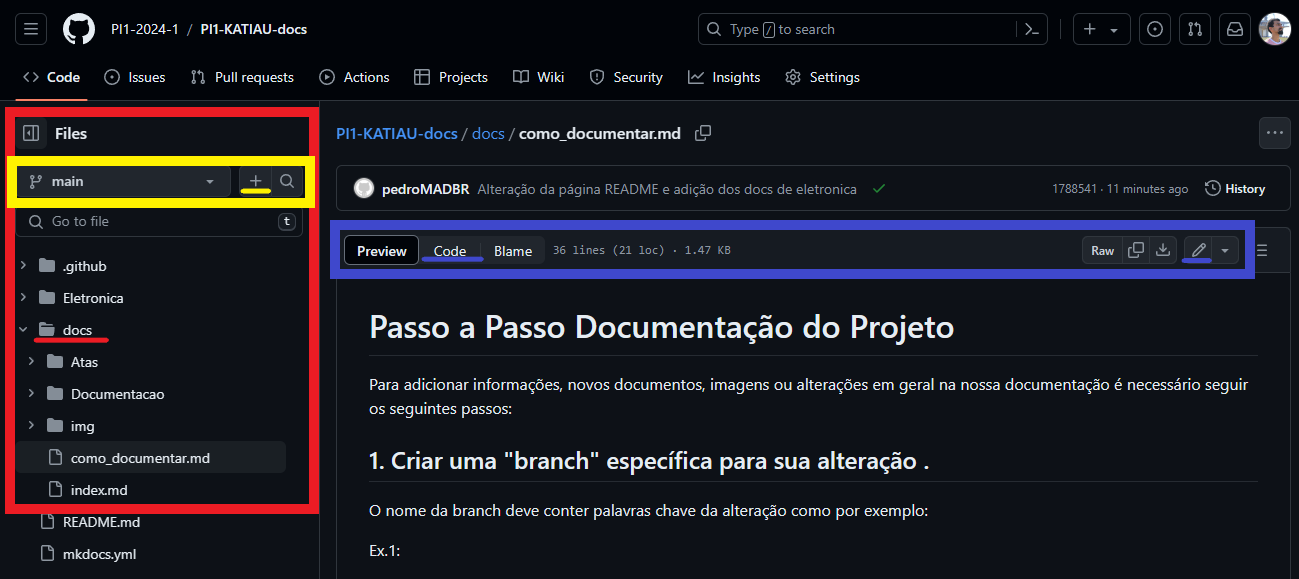 PI1-2024-1 / PI1-KATIAU-docs
Type / to search
Code Issues Pull requests Actions Projects Wiki Security Insights Settings
Files
main
Go to file t
.github
Eletronica
docs
Atas
Documentacao
img
como_documentar.md
index.md
README.md
mkdocs.yml
PI1-KATIAU-docs / docs / como_documentar.md
pedroMADBR Alteração da página README e adição dos docs de eletronica 1788541 · 11 minutes ago History
Preview Code Blame 36 lines (21 loc) · 1.47 KB Raw
Passo a Passo Documentação do Projeto
Para adicionar informações, novos documentos, imagens ou alterações em geral na nossa documentação é necessário seguir
os seguintes passos:
1. Criar uma "branch" específica para sua alteração .
O nome da branch deve conter palavras chave da alteração como por exemplo:
Ex.1: